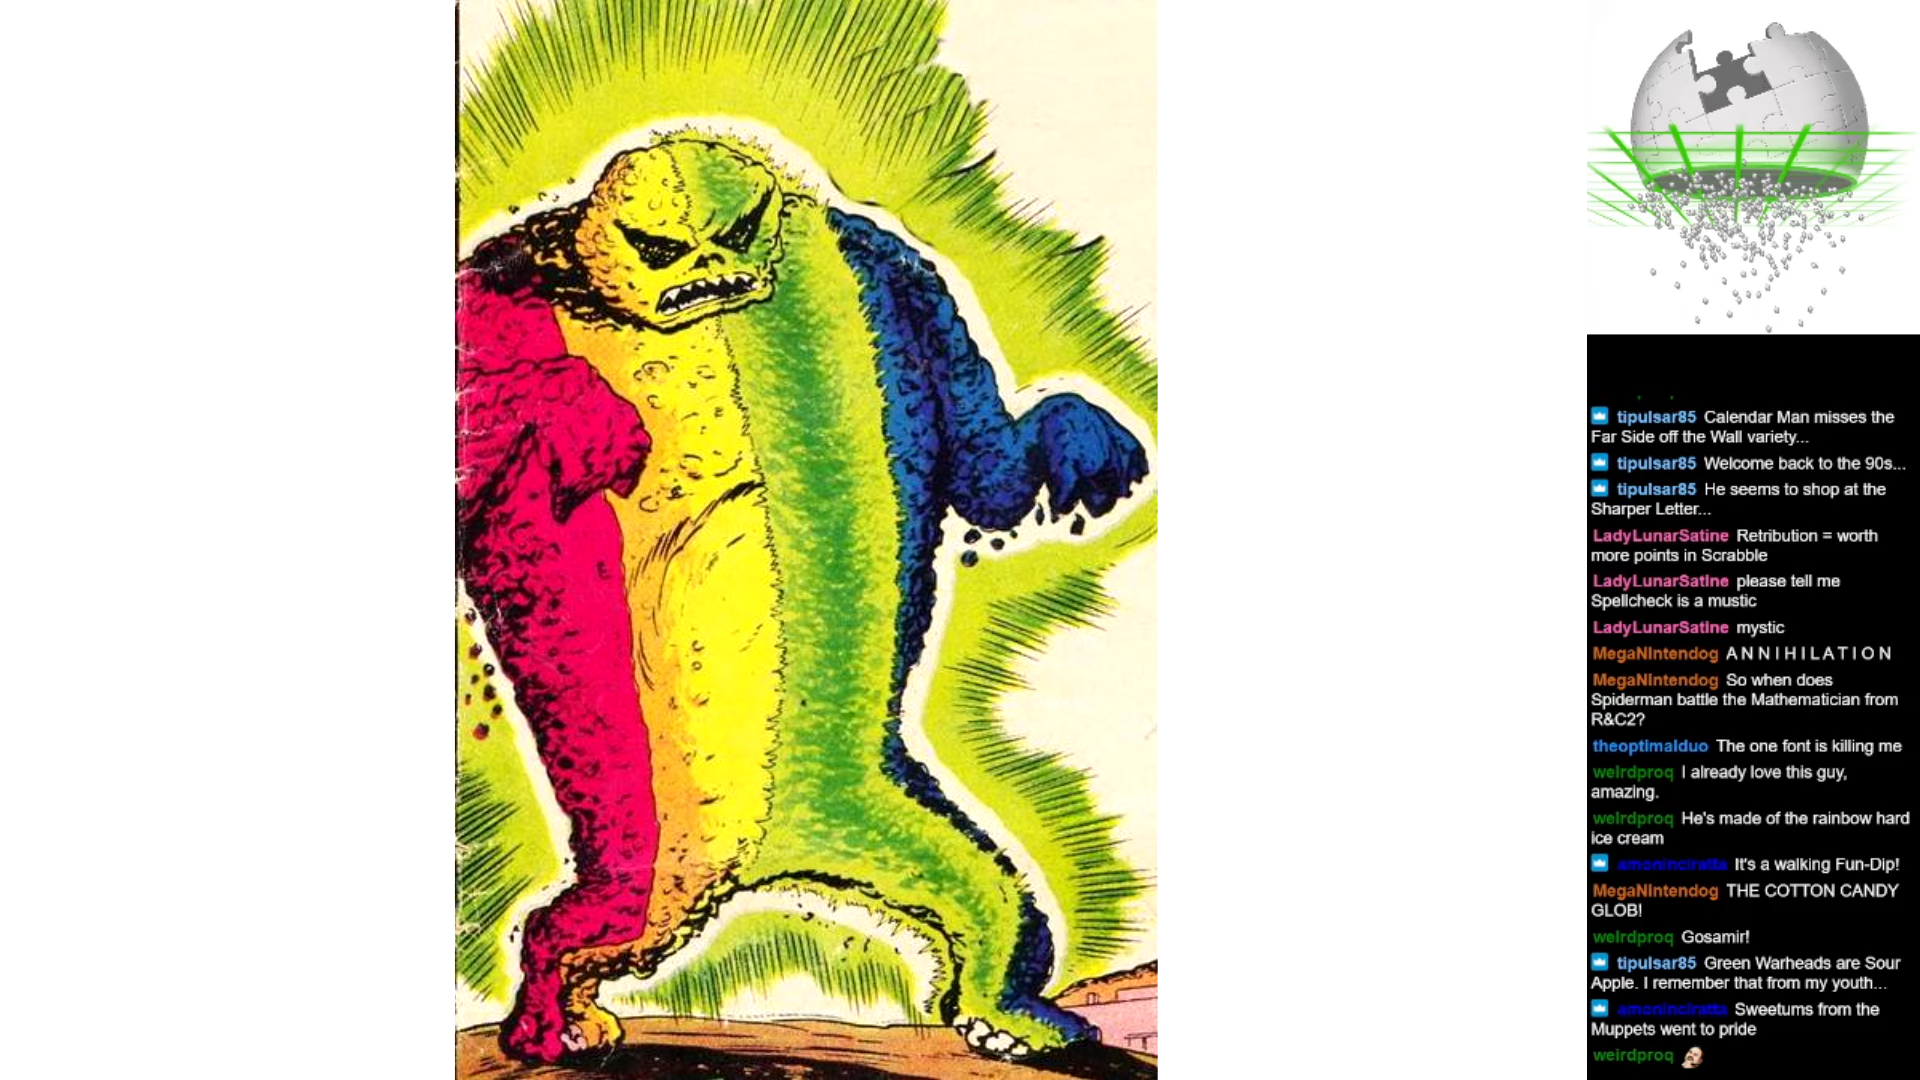 tipulsar85 Calendar Man misses the
Far Side off the Wall variety...
tipulsar85 Welcome back to the 90s...
tipulsar85 He seems to shop at the
Sharper Letter...
LadyLunarSatine Retribution = worth
more points in Scrabble
LadyLunarSatine please tell me
Spellcheck is a mustic
LadyLunarSatine mystic
MegaNintendog A N N I H I L A T I O N
MegaNintendog So when does
Spiderman battle the Mathematician from
R&C2?
theoptimalduo The one font is killing me
weirdproq I already love this guy,
amazing.
weirdproq He's made of the rainbow hard
ice cream
amoninciratta It's a walking Fun-Dip!
MegaNintendog THE COTTON CANDY
GLOB!
weirdproq Gosamir!
tipulsar85 Green Warheads are Sour
Apple. I remember that from my youth...
amoninciratta Sweetums from the
Muppets went to pride
weirdproq